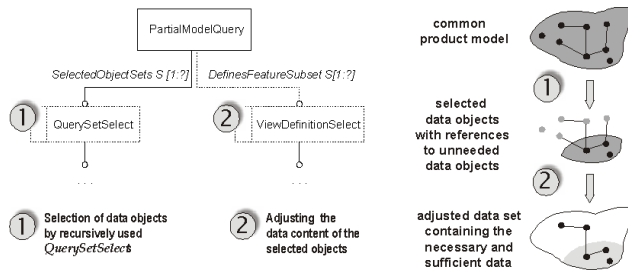 PartialModelQuery
SelectedObjectSets S [1:?]
DefinesFeatureSubset S[1:?]
1
QuerySetSelect
2
ViewDefinitionSelect
. . .
. . .
1
Selection of data objects
by recursively used
QuerySetSelects
2
Adjusting the
data content of the
selected objects
common
product model
1
selected
data objects
with references
to unneeded
data objects
2
adjusted data set
containing the
necessary and
sufficient data